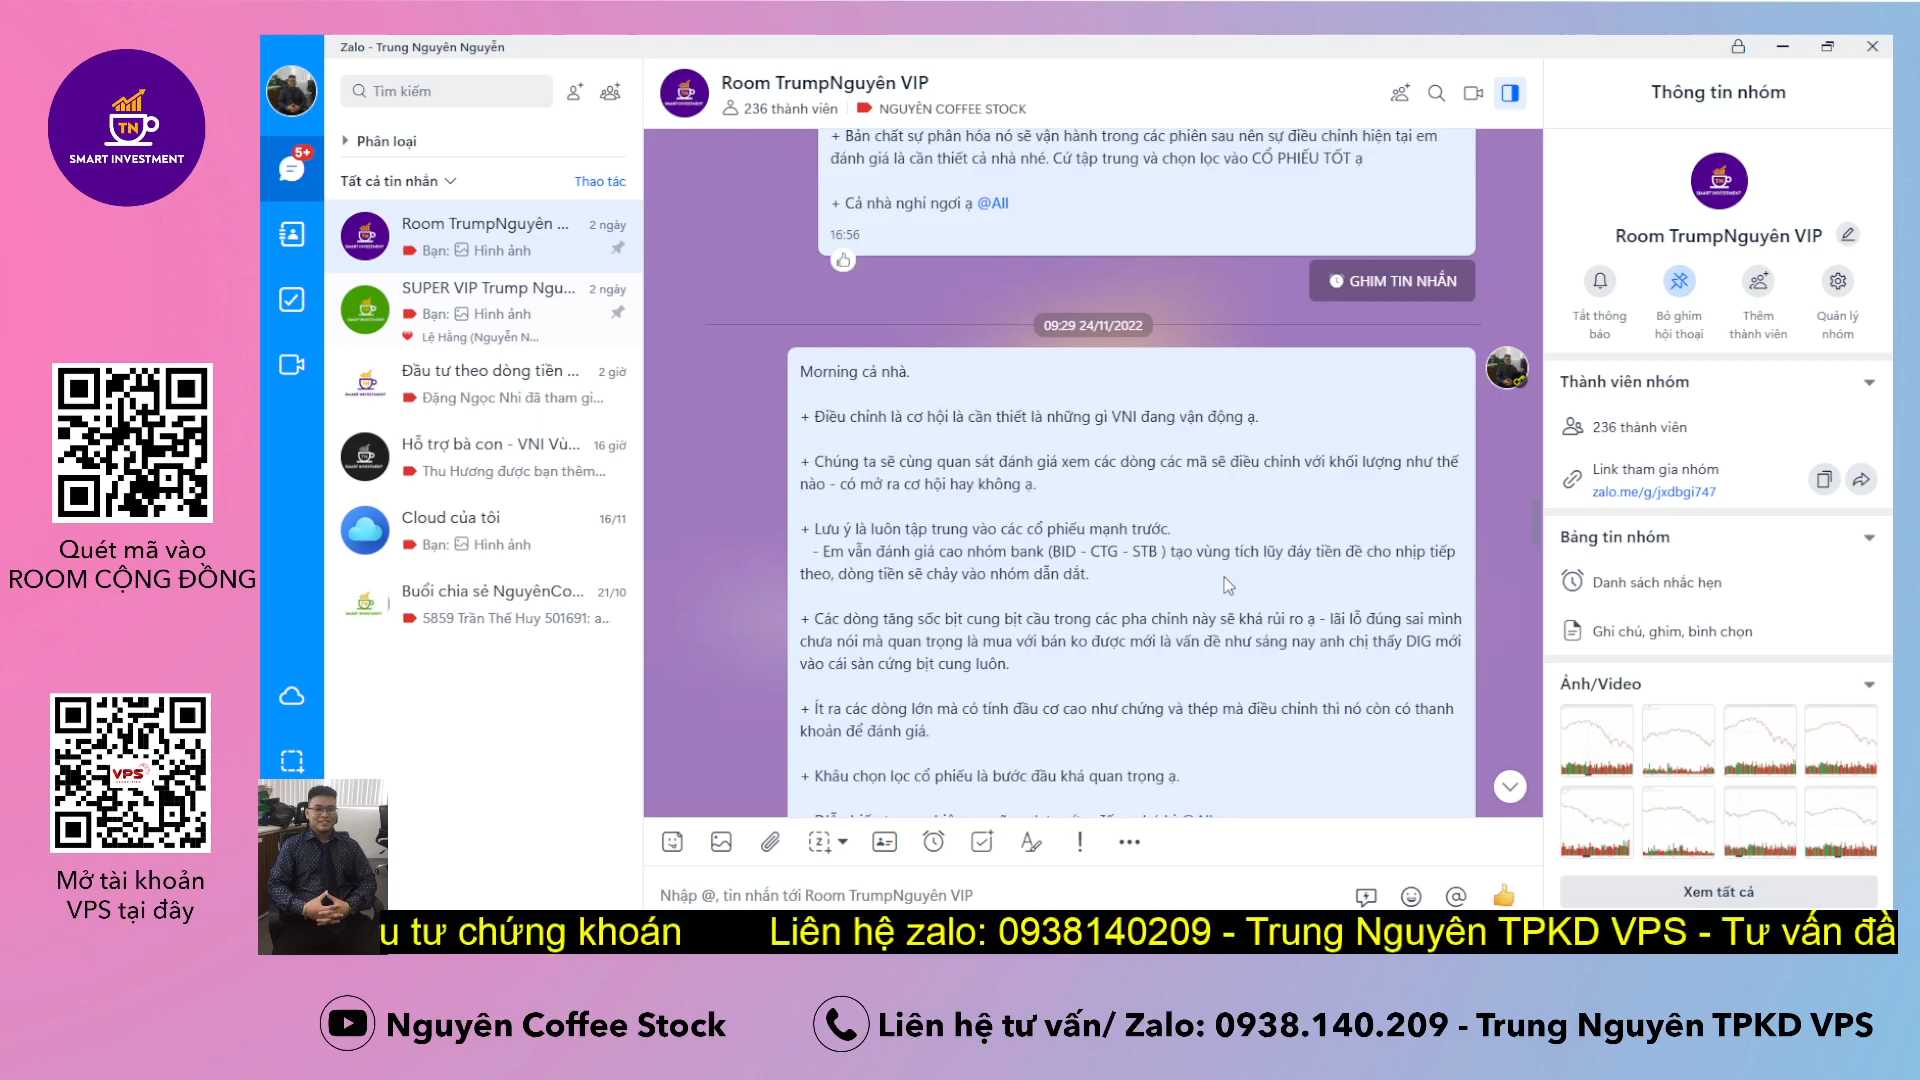 TN
SMART INVESTMENT
Quét mã vào
ROOM CỘNG ĐỒNG
VPS
Mở tài khoản
VPS tại đây
Zalo - Trung Nguyên Nguyễn
5+
Tìm kiếm
Phân loại
Tất cả tin nhắn
Thao tác
Room TrumpNguyên ...
2 ngày
Bạn: Hình ảnh
SUPER VIP Trump Ngu...
2 ngày
Bạn: Hình ảnh
Lệ Hằng (Nguyễn N...
Đầu tư theo dòng tiền ...
2 giờ
Đặng Ngọc Nhi đã tham gi...
Hỗ trợ bà con - VNI Vù...
16 giờ
Thu Hương được bạn thêm...
Cloud của tôi
16/11
Bạn: Hình ảnh
Buổi chia sẻ NguyênCo...
21/10
5859 Trần Thế Huy 501691: a...
Room TrumpNguyên VIP
236 thành viên
NGUYÊN COFFEE STOCK
+ Bản chất sự phân hóa nó sẽ vận hành trong các phiên sau nên sự điều chỉnh hiện tại em
đánh giá là cần thiết cả nhà nhé. Cứ tập trung và chọn lọc vào CỔ PHIẾU TỐT ạ
+ Cả nhà nghỉ ngơi ạ @All
16:56
GHIM TIN NHẮN
09:29 24/11/2022
Morning cả nhà.
+ Điều chỉnh là cơ hội là cần thiết là những gì VNI đang vận động ạ.
+ Chúng ta sẽ cùng quan sát đánh giá xem các dòng các mã sẽ điều chỉnh với khối lượng như thế
nào - có mở ra cơ hội hay không ạ.
+ Lưu ý là luôn tập trung vào các cổ phiếu mạnh trước.
- Em vẫn đánh giá cao nhóm bank (BID - CTG - STB ) tạo vùng tích lũy đáy tiền đề cho nhịp tiếp
theo, dòng tiền sẽ chảy vào nhóm dẫn dắt.
+ Các dòng tăng sốc bịt cung bịt cầu trong các pha chỉnh này sẽ khá rủi ro ạ - lãi lỗ đúng sai mình
chưa nói mà quan trọng là mua với bán ko được mới là vấn đề như sáng nay anh chị thấy DIG mới
vào cái sàn cứng bịt cung luôn.
+ Ít ra các dòng lớn mà có tính đầu cơ cao như chứng và thép mà điều chỉnh thì nó còn có thanh
khoản để đánh giá.
+ Khâu chọn lọc cổ phiếu là bước đầu khá quan trọng ạ.
Nhập @, tin nhắn tới Room TrumpNguyên VIP
Thông tin nhóm
Room TrumpNguyên VIP
Tắt thông
báo
Bỏ ghim
hội thoại
Thêm
thành viên
Quản lý
nhóm
Thành viên nhóm
236 thành viên
Link tham gia nhóm
zalo.me/g/jxdbgi747
Bảng tin nhóm
Danh sách nhắc hẹn
Ghi chú, ghim, bình chọn
Ảnh/Video
Xem tất cả
u tư chứng khoán Liên hệ zalo: 0938140209 - Trung Nguyên TPKD VPS - Tư vấn đầ
Nguyên Coffee Stock
Liên hệ tư vấn/ Zalo: 0938.140.209 - Trung Nguyên TPKD VPS